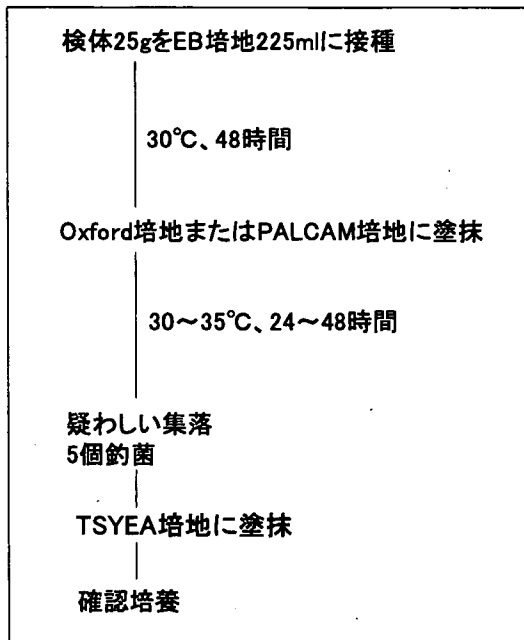 検体25gをEB培地225mlに接種
30℃、48時間
Oxford培地またはPALCAM培地に塗抹
30～35℃、24～48時間
疑わしい集落
5個釣菌
TSYEA培地に塗抹
確認培養